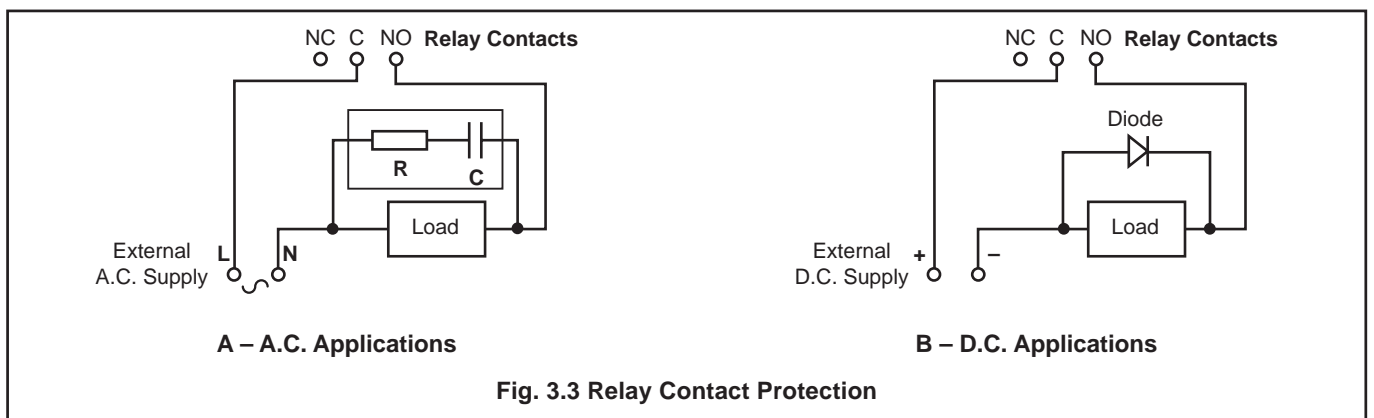 NC C NO Relay Contacts
R
C
Load
External
A.C. Supply
L
N
A – A.C. Applications
NC C NO Relay Contacts
Diode
Load
External
D.C. Supply
+
–
B – D.C. Applications
Fig. 3.3 Relay Contact Protection